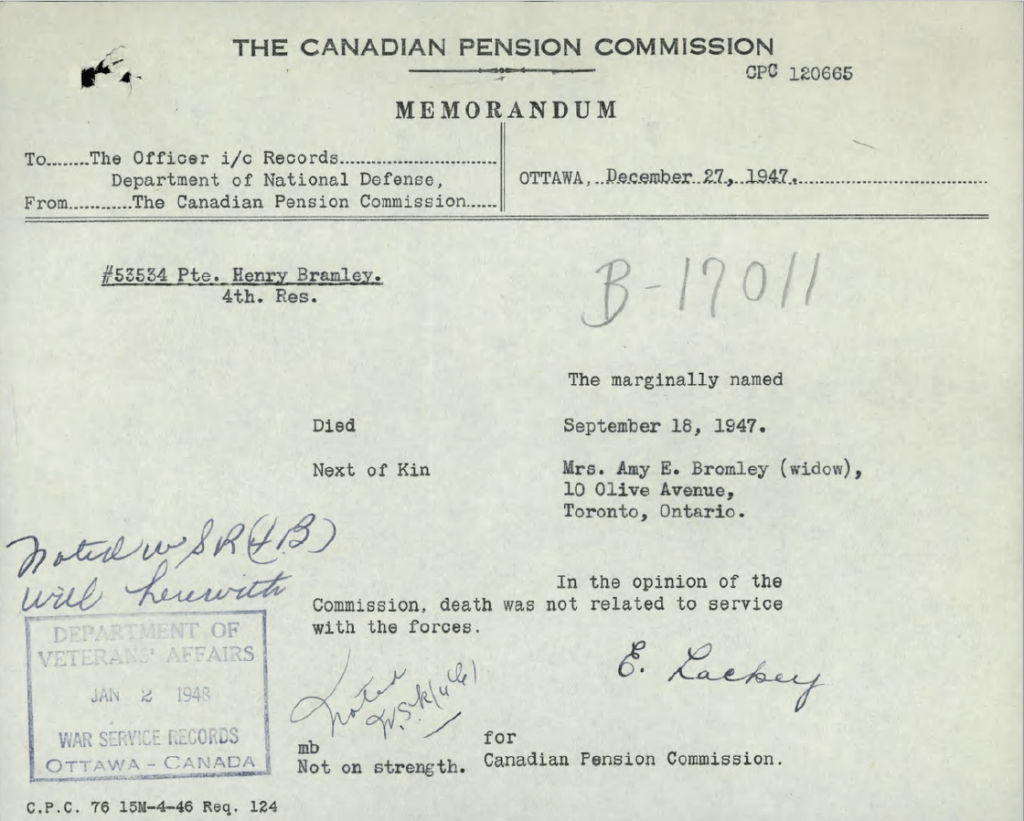 THE CANADIAN PENSION COMMISSION
CPC 120665
MEMORANDUM
To........The Officer i/c Records..............................
Department of National Defense,
From............The Canadian Pension Commission......
OTTAWA,..December 27, 1947.....................................
#53534 Pte. Henry Bramley.
4th. Res.
B-17011
The marginally named
Died September 18, 1947.
Next of Kin Mrs. Amy E. Bromley (widow),
10 Olive Avenue,
Toronto, Ontario.
Noted W S R
will herewith
In the opinion of the
Commission, death was not related to service
with the forces.
DEPARTMENT OF
VETERANS' AFFAIRS
JAN 2 1948
WAR SERVICE RECORDS
OTTAWA - CANADA
E. Lackey
Noted
mb
Not on strength.
for
Canadian Pension Commission.
C.P.C. 76 15M-4-46 Req. 124